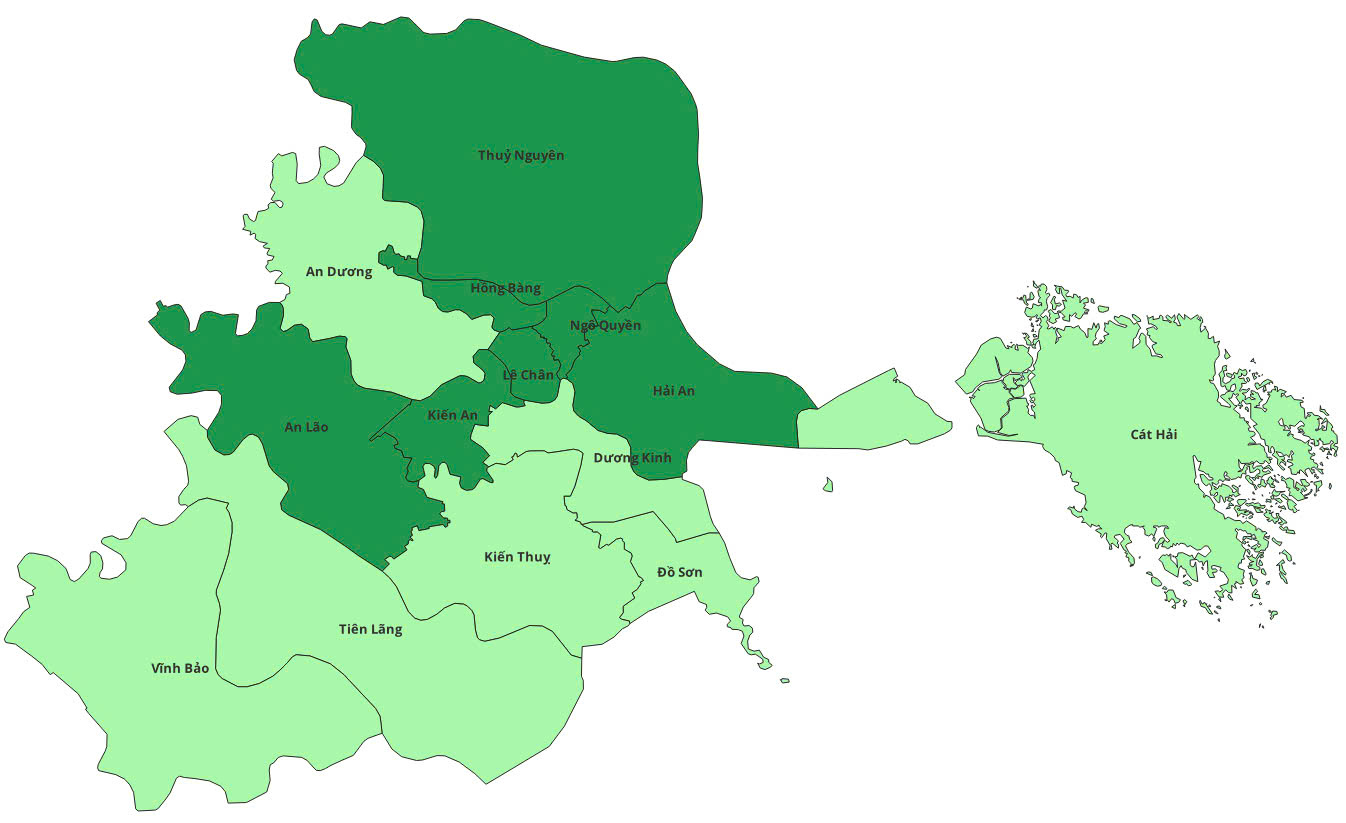 Thuỷ Nguyên
An Dương
Hồng Bàng
Ngô Quyền
Lê Chân
Hải An
Kiến An
An Lão
Cát Hải
Dương Kinh
Kiến Thuỵ
Đồ Sơn
Tiên Lãng
Vĩnh Bảo